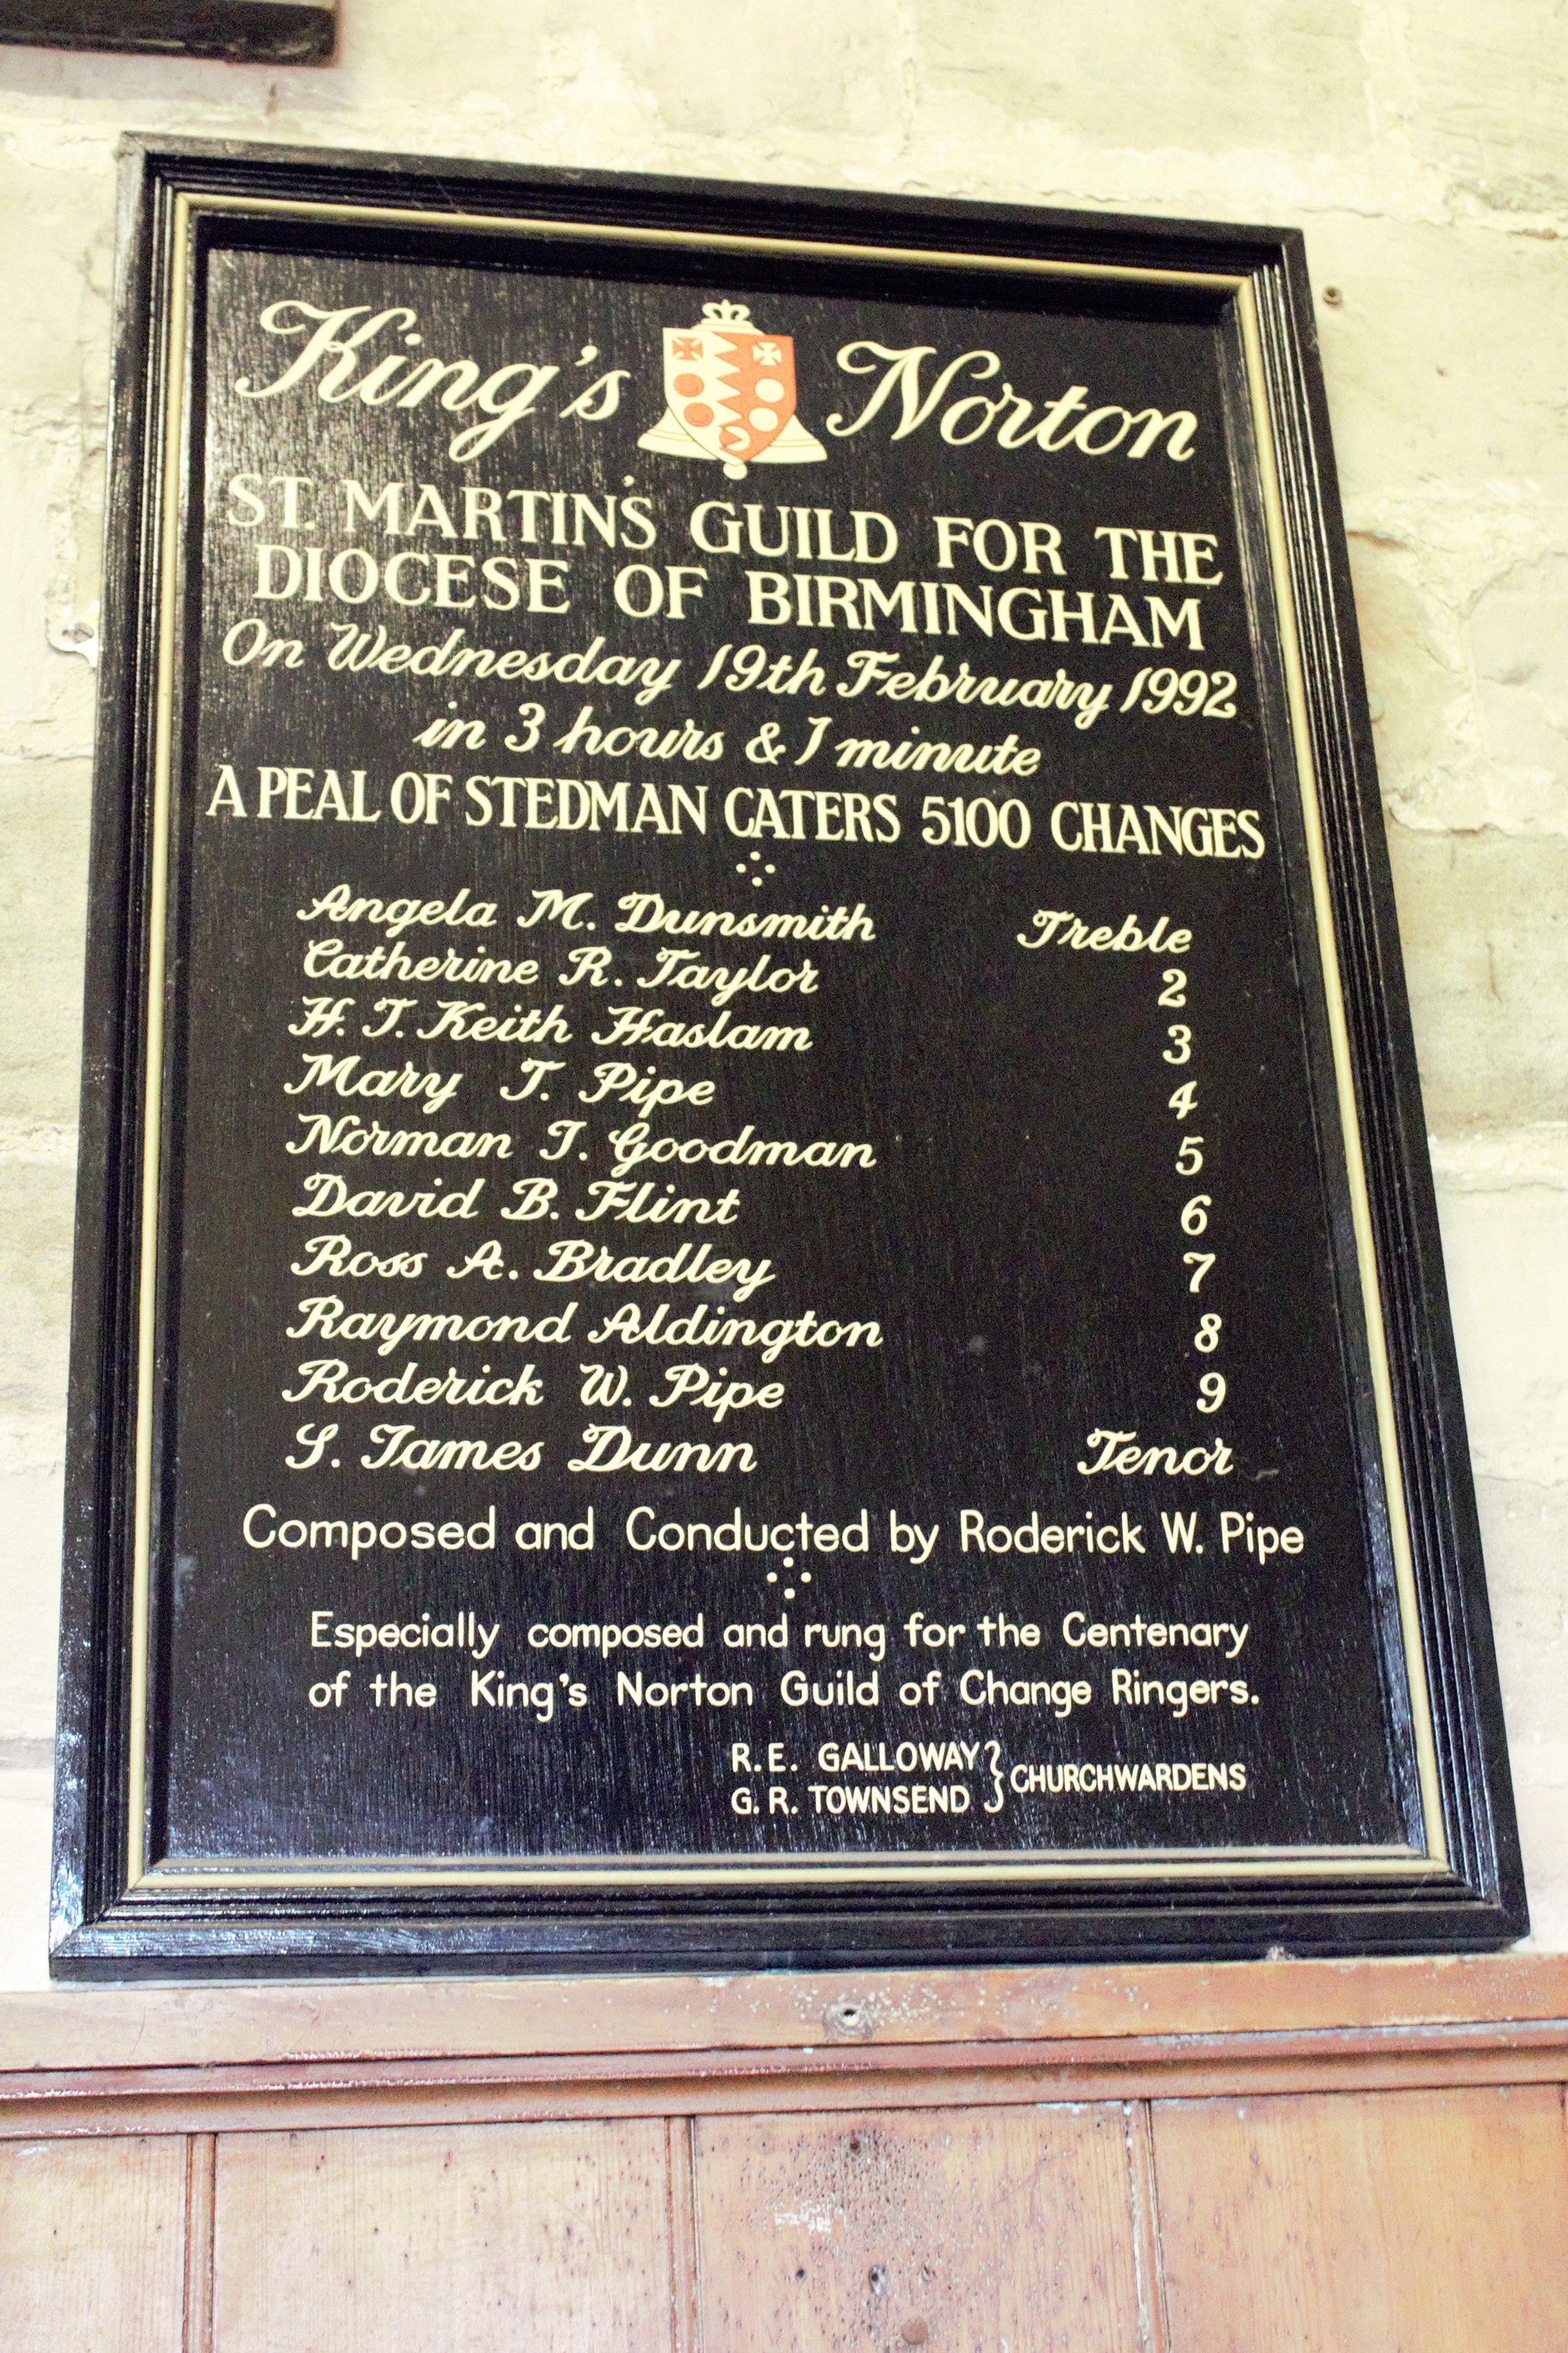 King's Norton
ST. MARTIN'S GUILD FOR THE
DIOCESE OF BIRMINGHAM
On Wednesday 19th February 1992
in 3 hours & 1 minute
A PEAL OF STEDMAN CATERS 5100 CHANGES
Angela M. Dunsmith Treble
Catherine R. Taylor 2
H. T. Keith Haslam 3
Mary T. Pipe 4
Norman J. Goodman 5
David B. Flint 6
Ross A. Bradley 7
Raymond Aldington 8
Roderick W. Pipe 9
S. James Dunn Tenor
Composed and Conducted by Roderick W. Pipe
Especially composed and rung for the Centenary
of the King's Norton Guild of Change Ringers.
R. E. GALLOWAY
G. R. TOWNSEND } CHURCHWARDENS